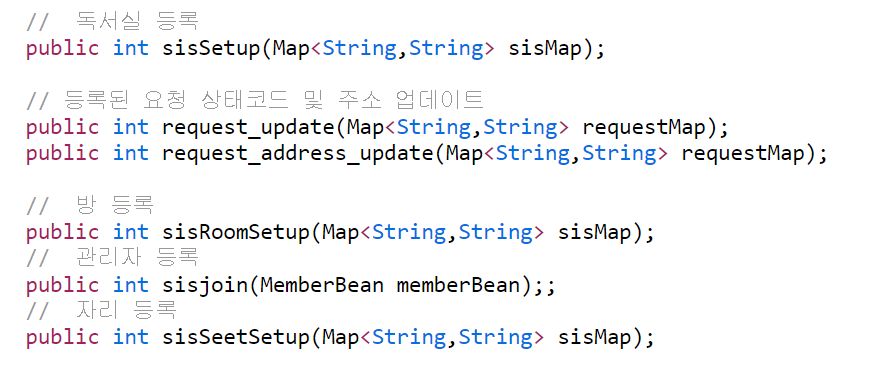 //  독서실 등록
public int sisSetup(Map<String,String> sisMap);
// 등록된 요청 상태코드 및 주소 업데이트
public int request_update(Map<String,String> requestMap);
public int request_address_update(Map<String,String> requestMap);
//  방 등록
public int sisRoomSetup(Map<String,String> sisMap);
//  관리자 등록
public int sisjoin(MemberBean memberBean);;
//  자리 등록
public int sisSeetSetup(Map<String,String> sisMap);